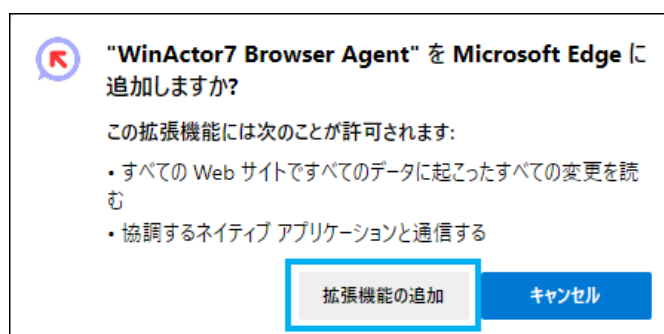 "WinActor7 Browser Agent" を Microsoft Edge に
追加しますか?
この拡張機能には次のことが許可されます:
• すべての Web サイトですべてのデータに起こったすべての変更を読
む
• 協調するネイティブ アプリケーションと通信する
拡張機能の追加
キャンセル